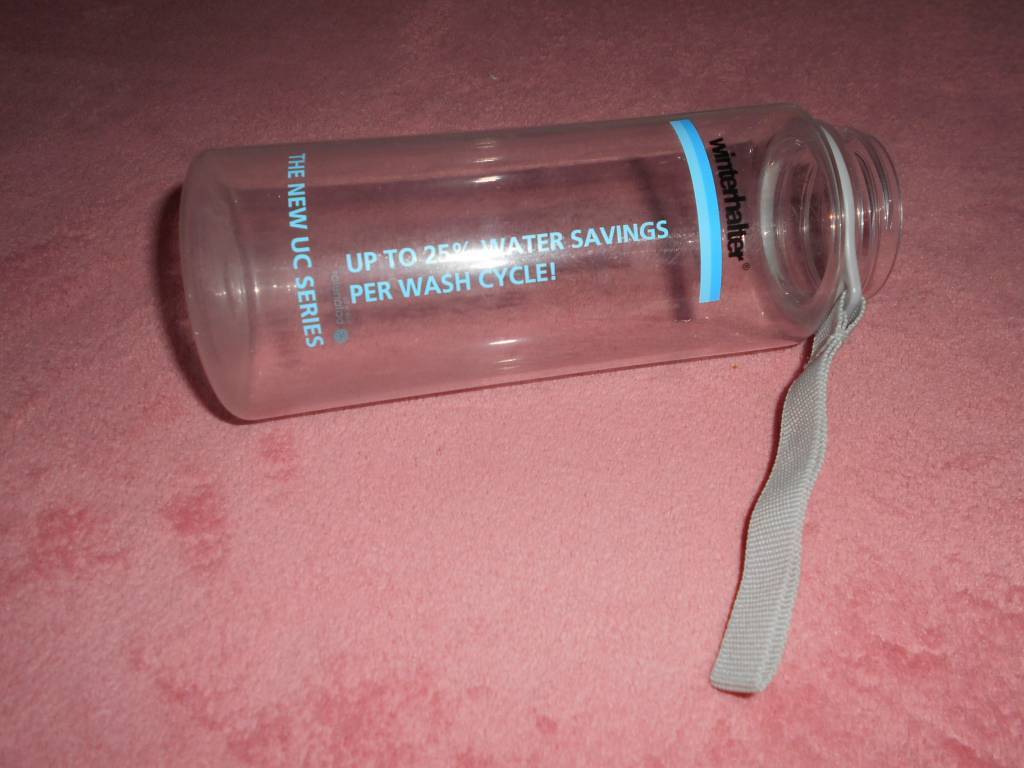 winterhalter®
UP TO 25% WATER SAVINGS
PER WASH CYCLE!
THE NEW UC SERIES